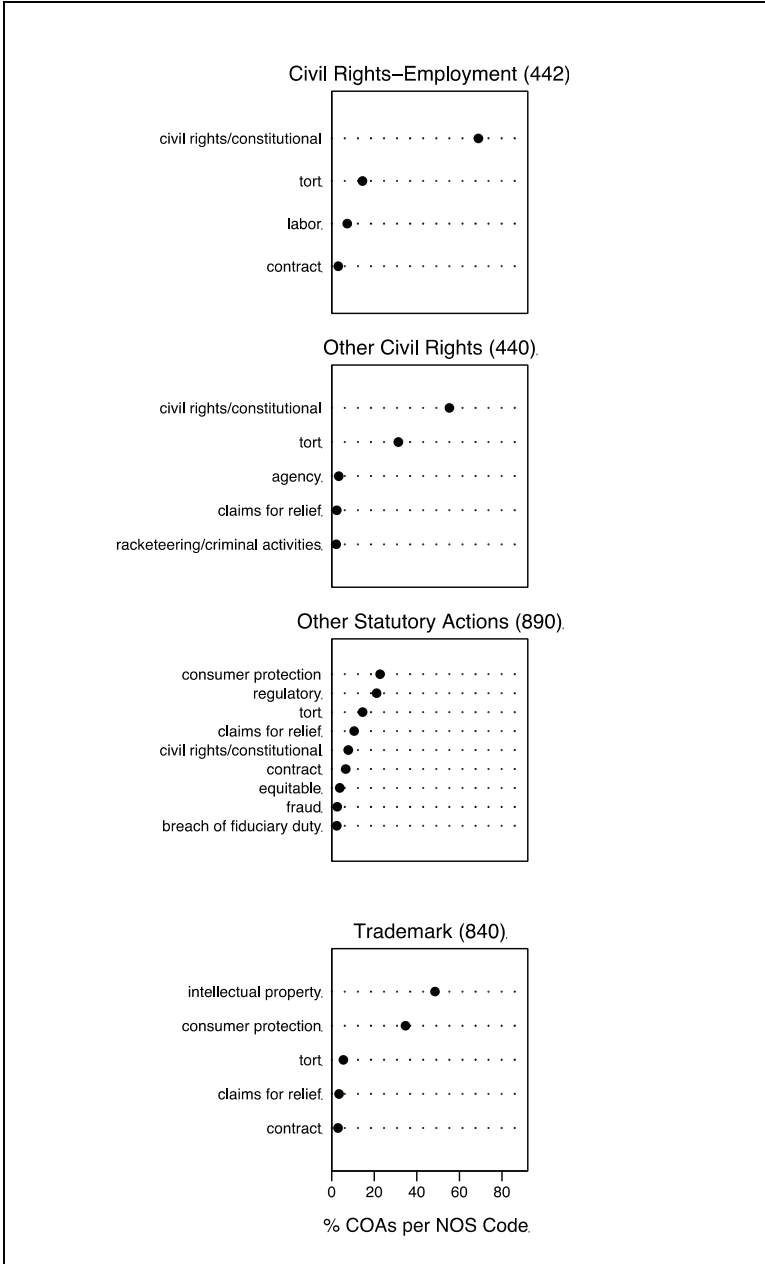 Civil Rights–Employment (442)
civil rights/constitutional
tort.
labor.
contract.
Other Civil Rights (440).
civil rights/constitutional
tort.
agency.
claims for relief.
racketeering/criminal activities.
Other Statutory Actions (890).
consumer protection
regulatory.
tort.
claims for relief.
civil rights/constitutional.
contract.
equitable.
fraud.
breach of fiduciary duty.
Trademark (840).
intellectual property.
consumer protection.
tort.
claims for relief.
contract.
0 20 40 60 80
% COAs per NOS Code.